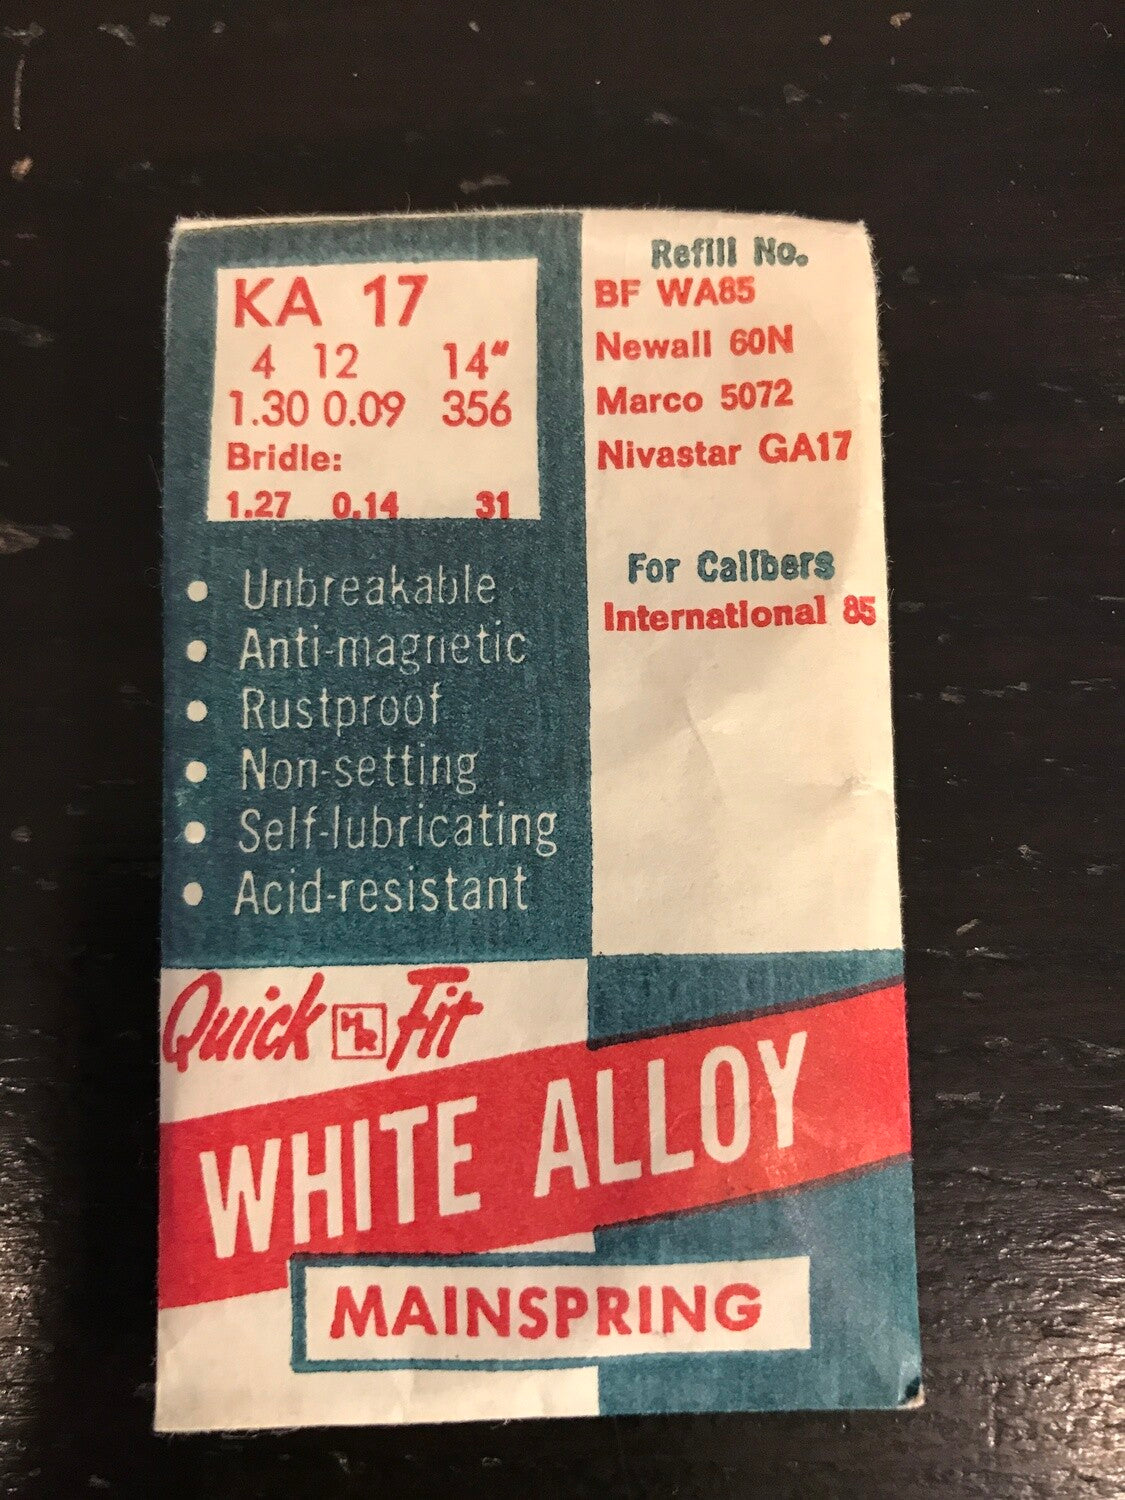 KA 17
4 12 14"
1.30 0.09 356
Bridle:
1.27 0.14 31
• Unbreakable
• Anti-magnetic
• Rustproof
• Non-setting
• Self-lubricating
• Acid-resistant
Refill No.
BF WA85
Newall 60N
Marco 5072
Nivastar GA17
For Calibers
International 85
Quick HR Fit
WHITE ALLOY
MAINSPRING